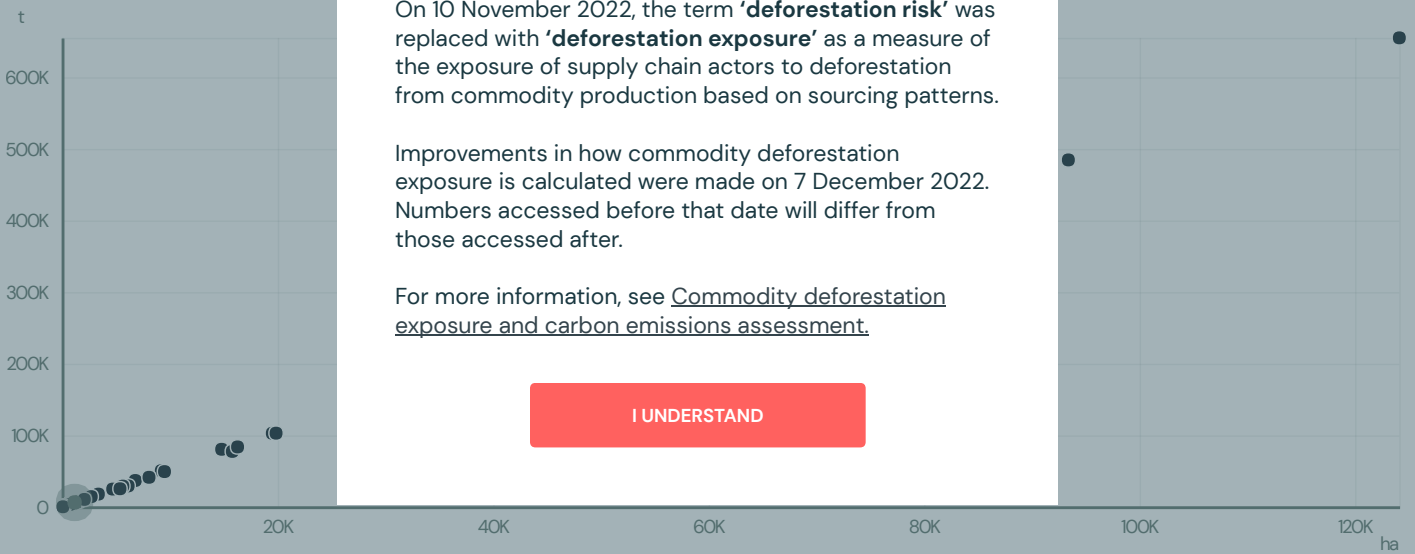 t
On 10 November 2022, the term ‘deforestation risk’ was
replaced with ‘deforestation exposure’ as a measure of
the exposure of supply chain actors to deforestation
from commodity production based on sourcing patterns.
Improvements in how commodity deforestation
exposure is calculated were made on 7 December 2022.
Numbers accessed before that date will differ from
those accessed after.
For more information, see Commodity deforestation
exposure and carbon emissions assessment.
I UNDERSTAND
600K
500K
400K
300K
200K
100K
0
20K 40K 60K 80K 100K 120K
ha